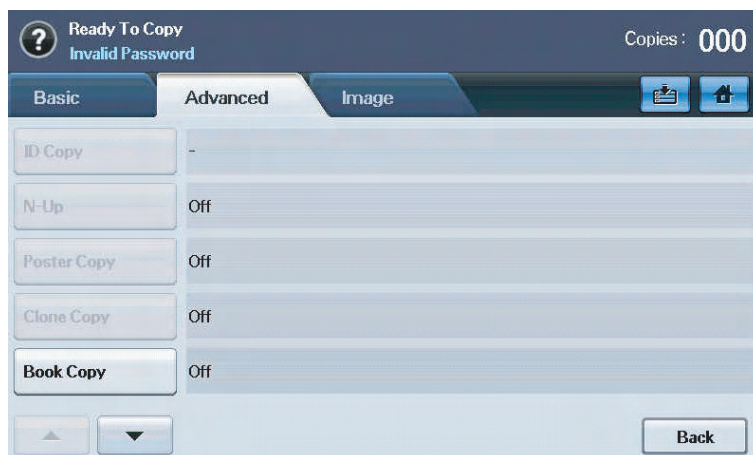 Ready To Copy
Invalid Password
Copies : 000
Basic
Advanced
Image
ID Copy
-
N-Up
Off
Poster Copy
Off
Clone Copy
Off
Book Copy
Off
Back